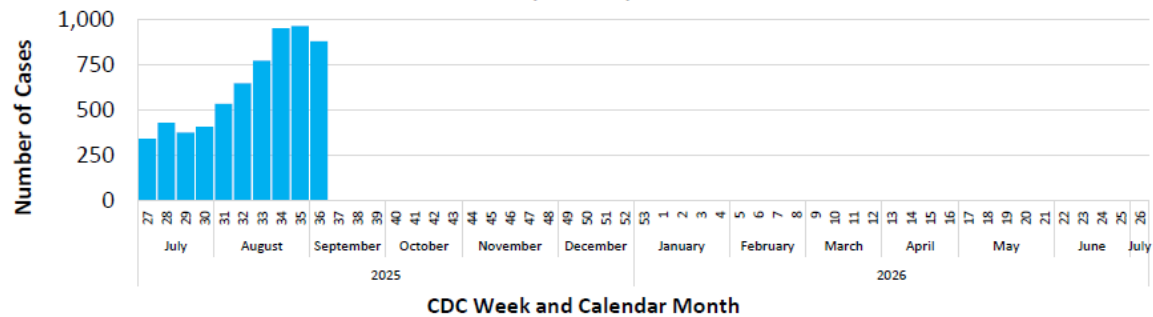 1,000
750
500
250
0
Number of Cases
27 28 29 30 31 32 33 34 35 36 37 38 39 40 41 42 43 44 45 46 47 48 49 50 51 52 53 1 2 3 4 5 6 7 8 9 10 11 12 13 14 15 16 17 18 19 20 21 22 23 24 25 26
July August September October November December January February March April May June July
2025 2026
CDC Week and Calendar Month